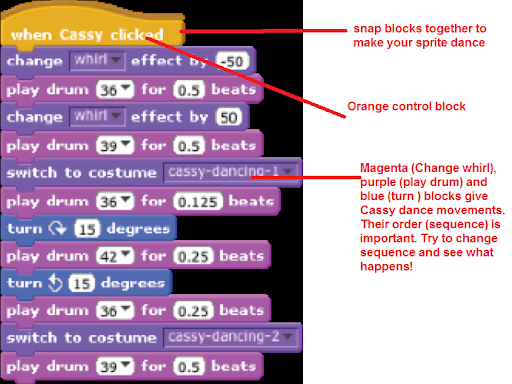 when Cassy clicked
change whirl effect by -50
play drum 36 for 0.5 beats
change whirl effect by 50
play drum 39 for 0.5 beats
switch to costume cassy-dancing-1
play drum 36 for 0.125 beats
turn 15 degrees
play drum 42 for 0.25 beats
turn 15 degrees
play drum 36 for 0.25 beats
switch to costume cassy-dancing-2
play drum 39 for 0.5 beats
snap blocks together to
make your sprite dance
Orange control block
Magenta (Change whirl),
purple (play drum) and
blue (turn ) blocks give
Cassy dance movements.
Their order (sequence) is
important. Try to change
sequence and see what
happens!